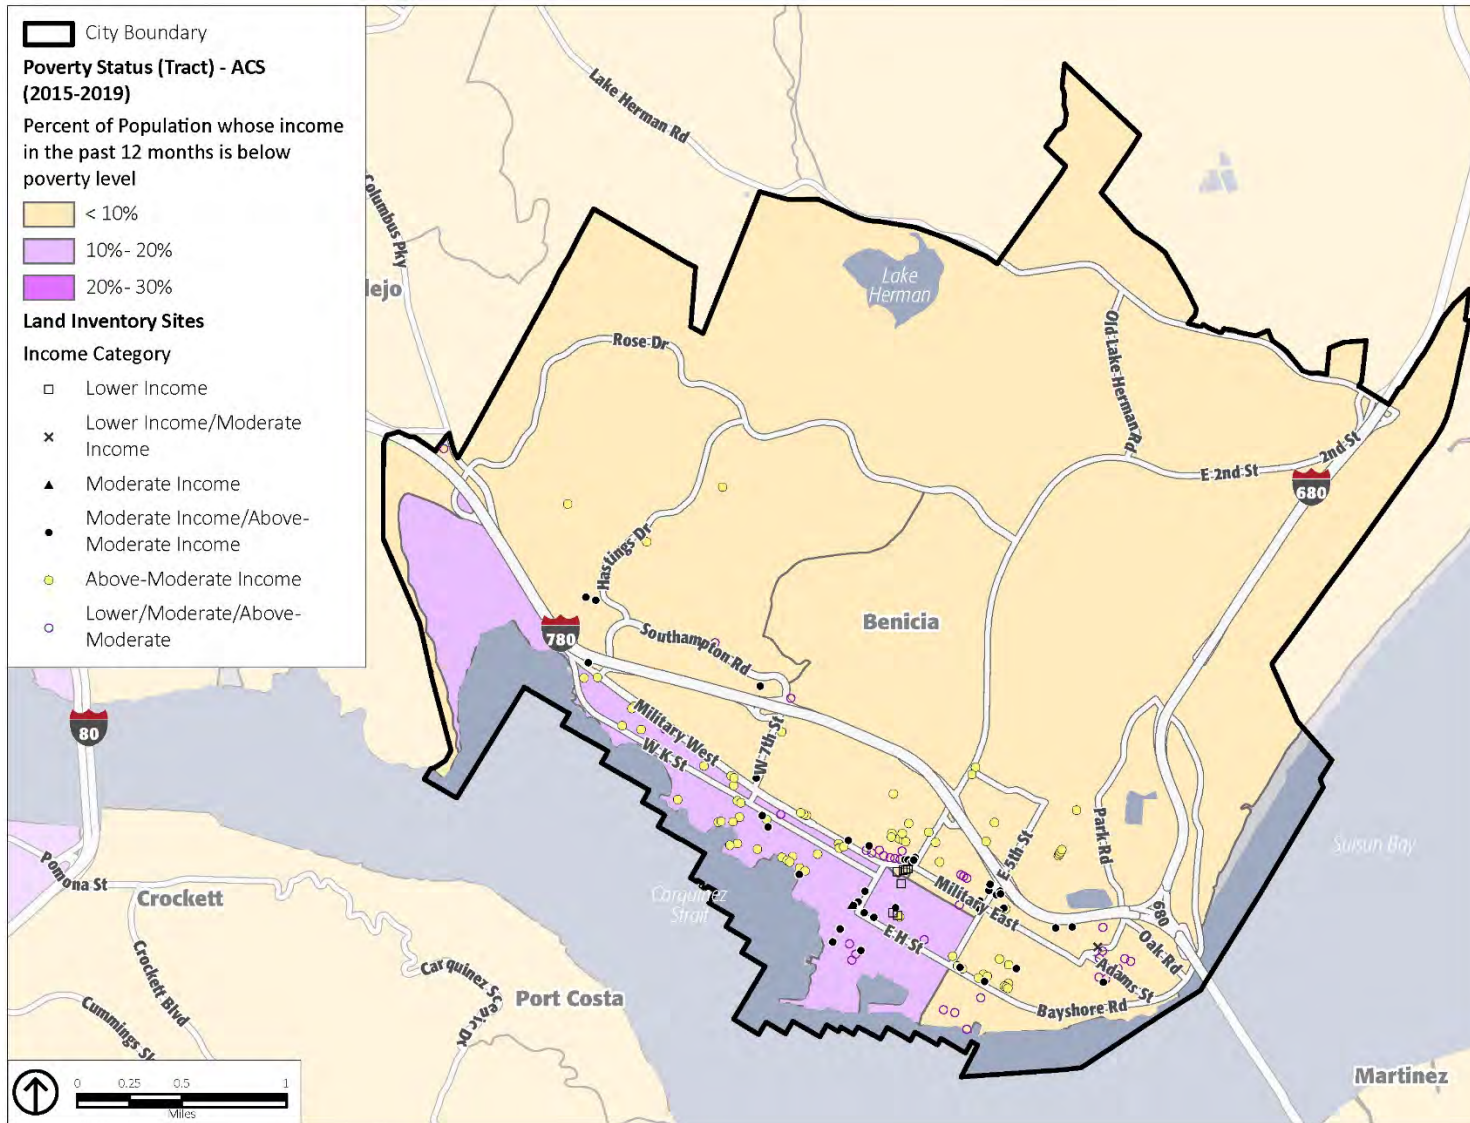 City Boundary
Poverty Status (Tract) - ACS
(2015-2019)
Percent of Population whose income
in the past 12 months is below
poverty level
< 10%
10%- 20%
20%- 30%
Land Inventory Sites
Income Category
Lower Income
Lower Income/Moderate
Income
Moderate Income
Moderate Income/Above-
Moderate Income
Above-Moderate Income
Lower/Moderate/Above-
Moderate
Lake Herman Rd
Columbus Pky
llejo
Lake
Herman
Rose Dr
Old Lake Herman Rd
E 2nd St
2nd St
680
Hastings Dr
Benicia
780
Southampton Rd
Military West
W K St
W 7th St
80
Park Rd
E 5th St
Suisun Bay
Pomona St
Crockett
Carquinez
Strait
Military East
680
E H St
Oak Rd
Adams St
Bayshore Rd
Crockett Blvd
Carquinez Scenic Dr
Port Costa
Cummings Sk
Martinez
0 0.25 0.5 1
Miles